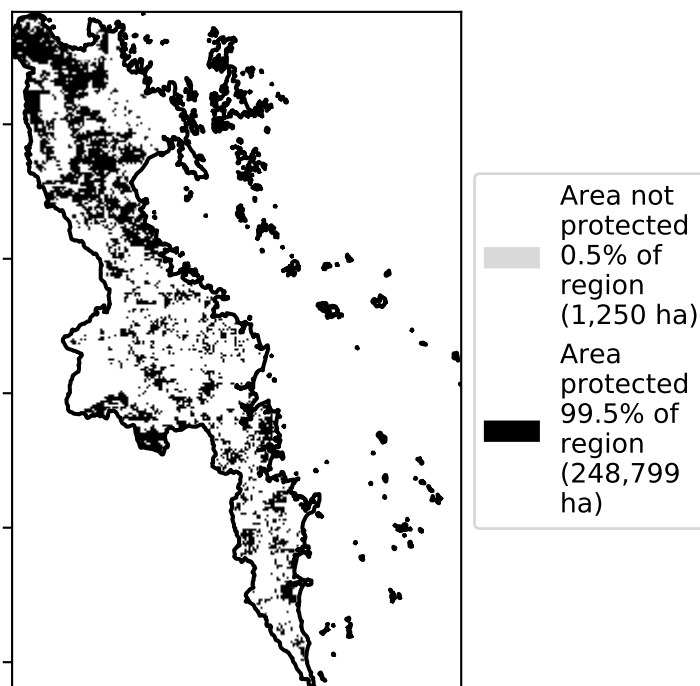 Area not
protected
0.5% of
region
(1,250 ha)
Area
protected
99.5% of
region
(248,799
ha)